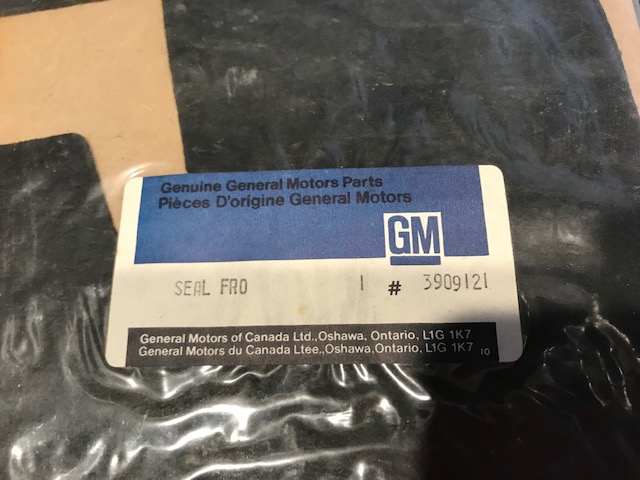 Genuine General Motors Parts
Pièces D'origine General Motors
GM
SEAL FRO 1 # 3909121
General Motors of Canada Ltd.,Oshawa, Ontario, L1G 1K7
General Motors du Canada Ltée.,Oshawa,Ontario, L1G 1K7 10